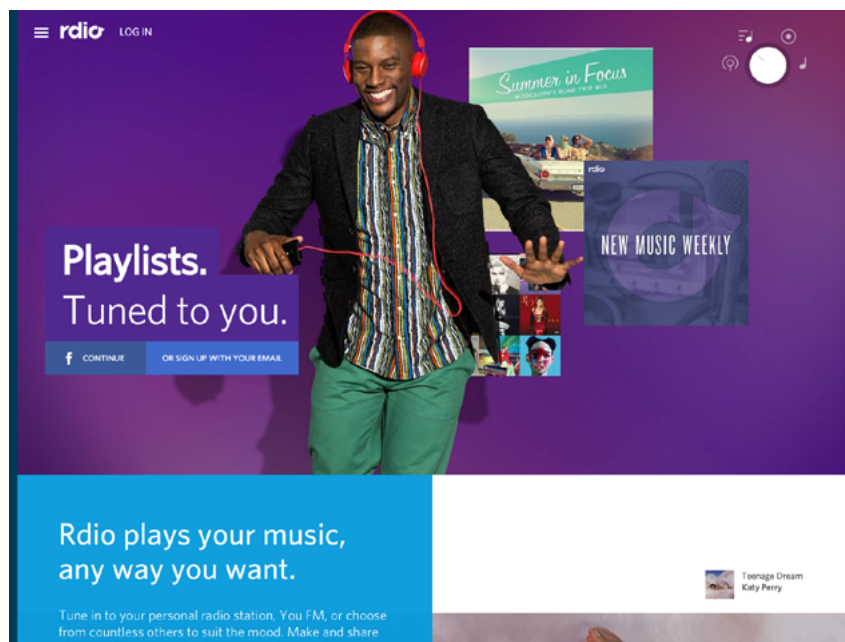 rdio LOG IN
Summer in Focus
rdio
NEW MUSIC WEEKLY
Playlists.
Tuned to you.
f CONTINUE
OR SIGN UP WITH YOUR EMAIL
Rdio plays your music,
any way you want.
Teenage Dream
Katy Perry
Tune in to your personal radio station, You FM, or choose
from countless others to suit the mood. Make and share